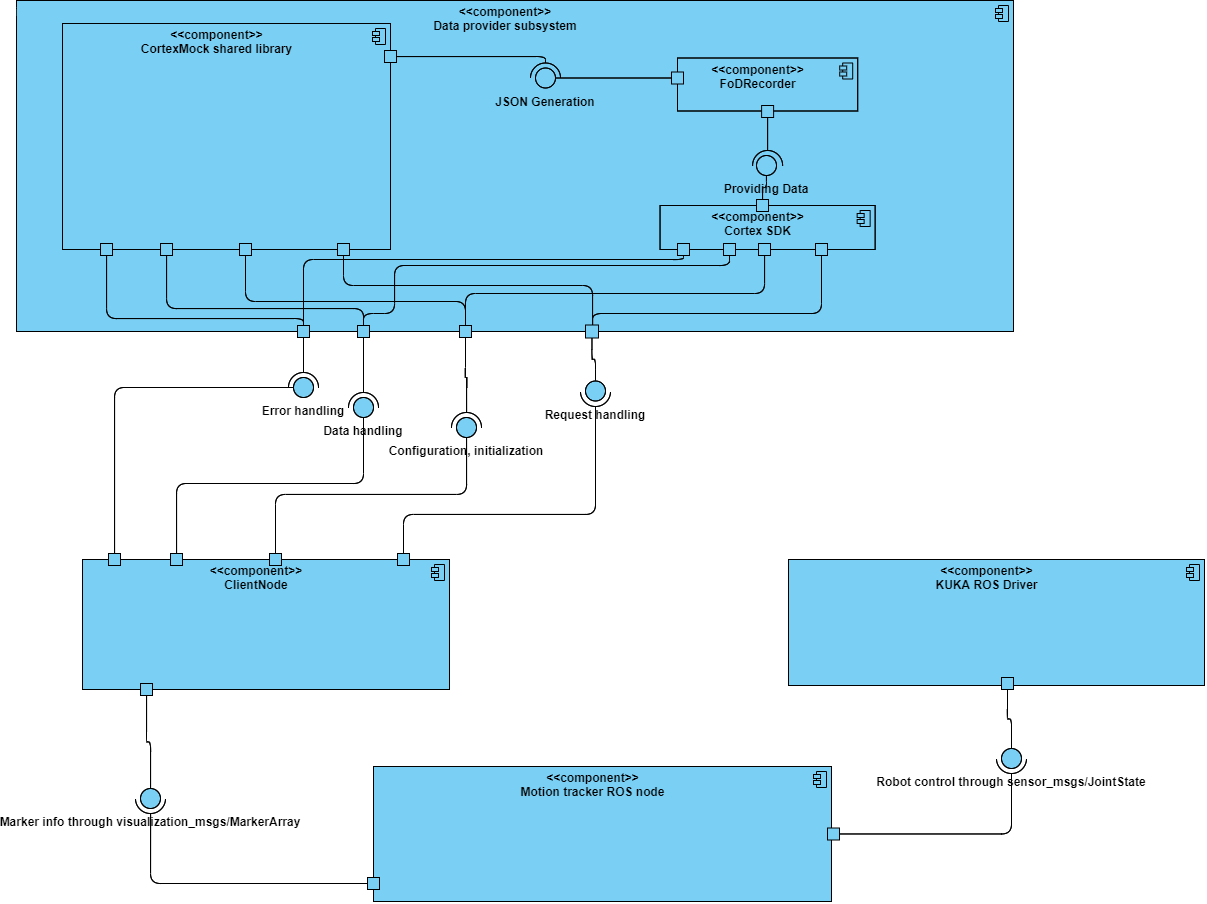 <<component>>
Data provider subsystem
<<component>>
CortexMock shared library
<<component>>
FoDRecorder
JSON Generation
Providing Data
<<component>>
Cortex SDK
Error handling
Data handling
Request handling
Configuration, initialization
<<component>>
ClientNode
<<component>>
KUKA ROS Driver
<<component>>
Motion tracker ROS node
Robot control through sensor_msgs/JointState
Marker info through visualization_msgs/MarkerArray